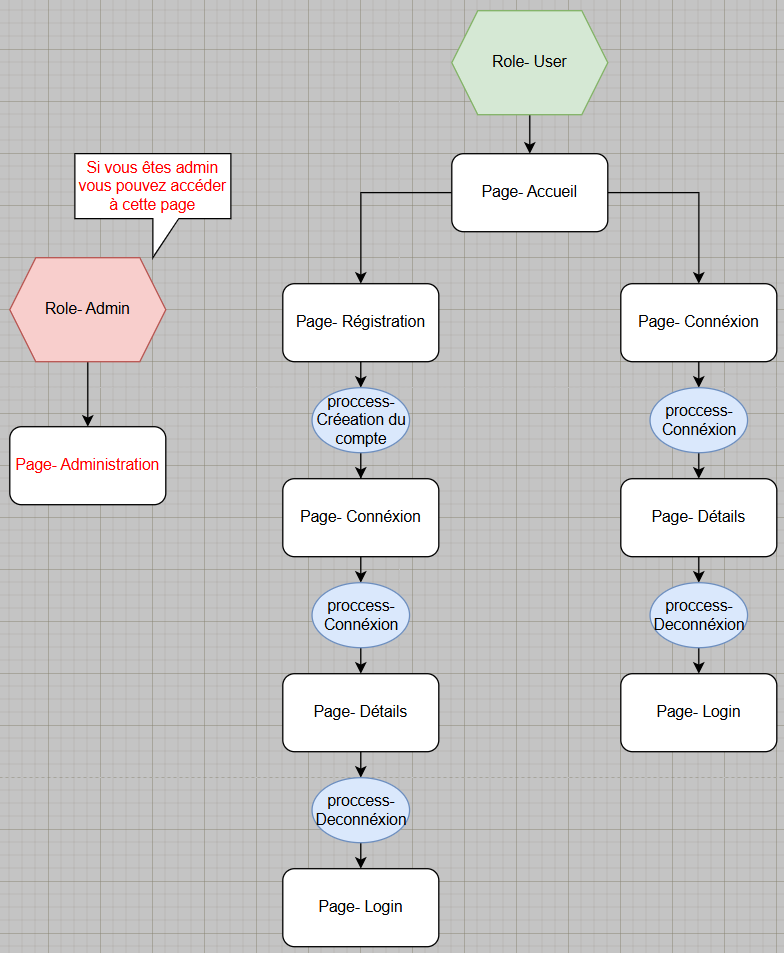 Role- User
Page- Accueil
Si vous êtes admin
vous pouvez accéder
à cette page
Role- Admin
Page- Administration
Page- Régistration
proccess-
Créeation du
compte
Page- Connéxion
proccess-
Connéxion
Page- Détails
proccess-
Deconnéxion
Page- Login
Page- Connéxion
proccess-
Connéxion
Page- Détails
proccess-
Deconnéxion
Page- Login